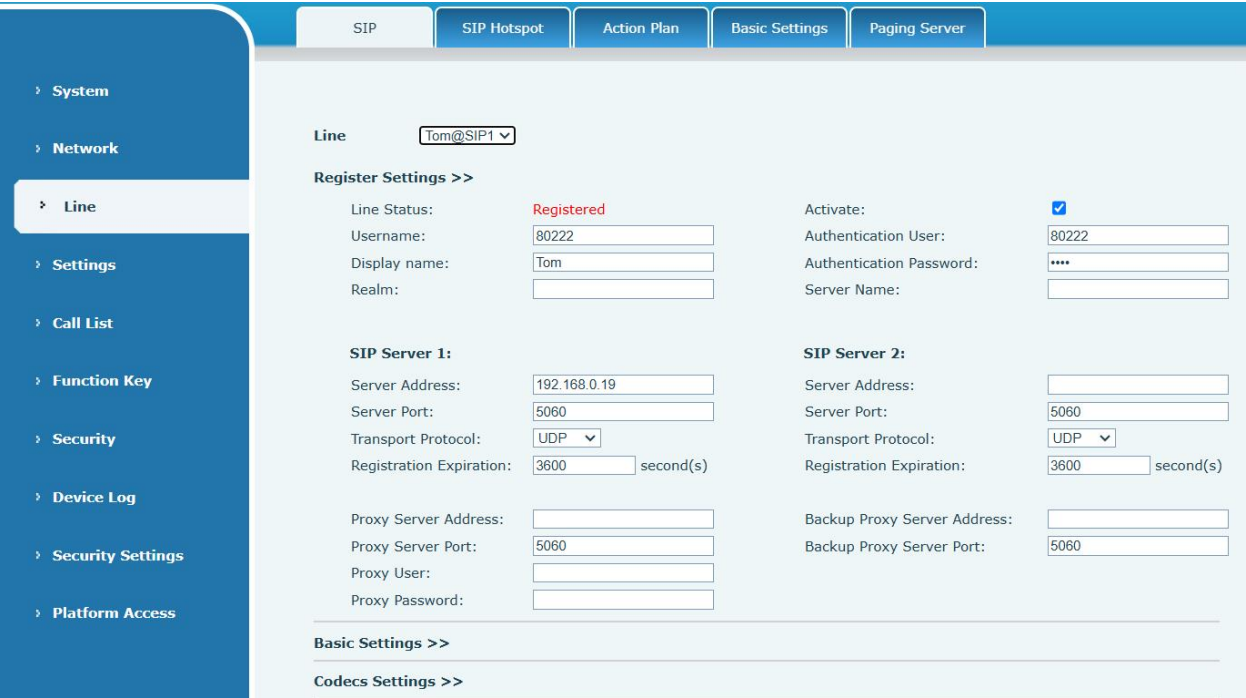 SIP SIP Hotspot Action Plan Basic Settings Paging Server
› System
› Network
› Line
› Settings
› Call List
› Function Key
› Security
› Device Log
› Security Settings
› Platform Access
Line Tom@SIP1
Register Settings >>
Line Status: Registered Activate:
Username: 80222 Authentication User: 80222
Display name: Tom Authentication Password: ••••
Realm: Server Name:
SIP Server 1: SIP Server 2:
Server Address: 192.168.0.19 Server Address:
Server Port: 5060 Server Port: 5060
Transport Protocol: UDP Transport Protocol: UDP
Registration Expiration: 3600 second(s) Registration Expiration: 3600 second(s)
Proxy Server Address: Backup Proxy Server Address:
Proxy Server Port: 5060 Backup Proxy Server Port: 5060
Proxy User:
Proxy Password:
Basic Settings >>
Codecs Settings >>